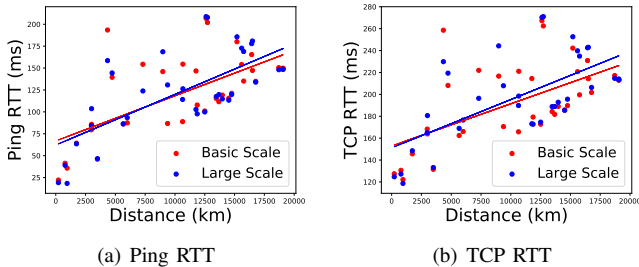 Ping RTT (ms)
200
175
150
125
100
75
50
25
Basic Scale
Large Scale
0 2500 5000 7500 10000 12500 15000 17500 20000
Distance (km)
(a) Ping RTT
TCP RTT (ms)
280
260
240
220
200
180
160
140
120
Basic Scale
Large Scale
0 2500 5000 7500 10000 12500 15000 17500 20000
Distance (km)
(b) TCP RTT